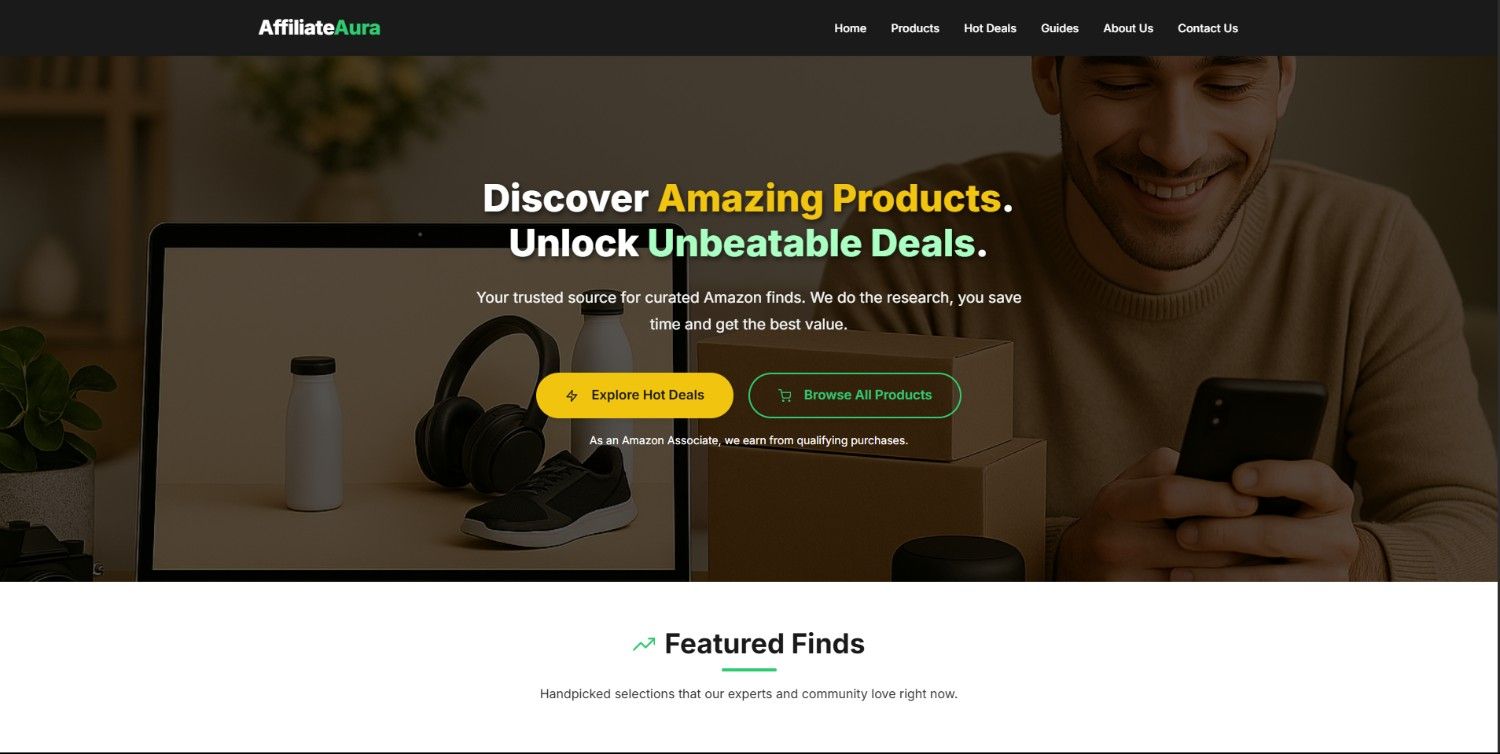 AffiliateAura
Home Products Hot Deals Guides About Us Contact Us
Discover Amazing Products.
Unlock Unbeatable Deals.
Your trusted source for curated Amazon finds. We do the research, you save
time and get the best value.
Explore Hot Deals
Browse All Products
As an Amazon Associate, we earn from qualifying purchases.
Featured Finds
Handpicked selections that our experts and community love right now.